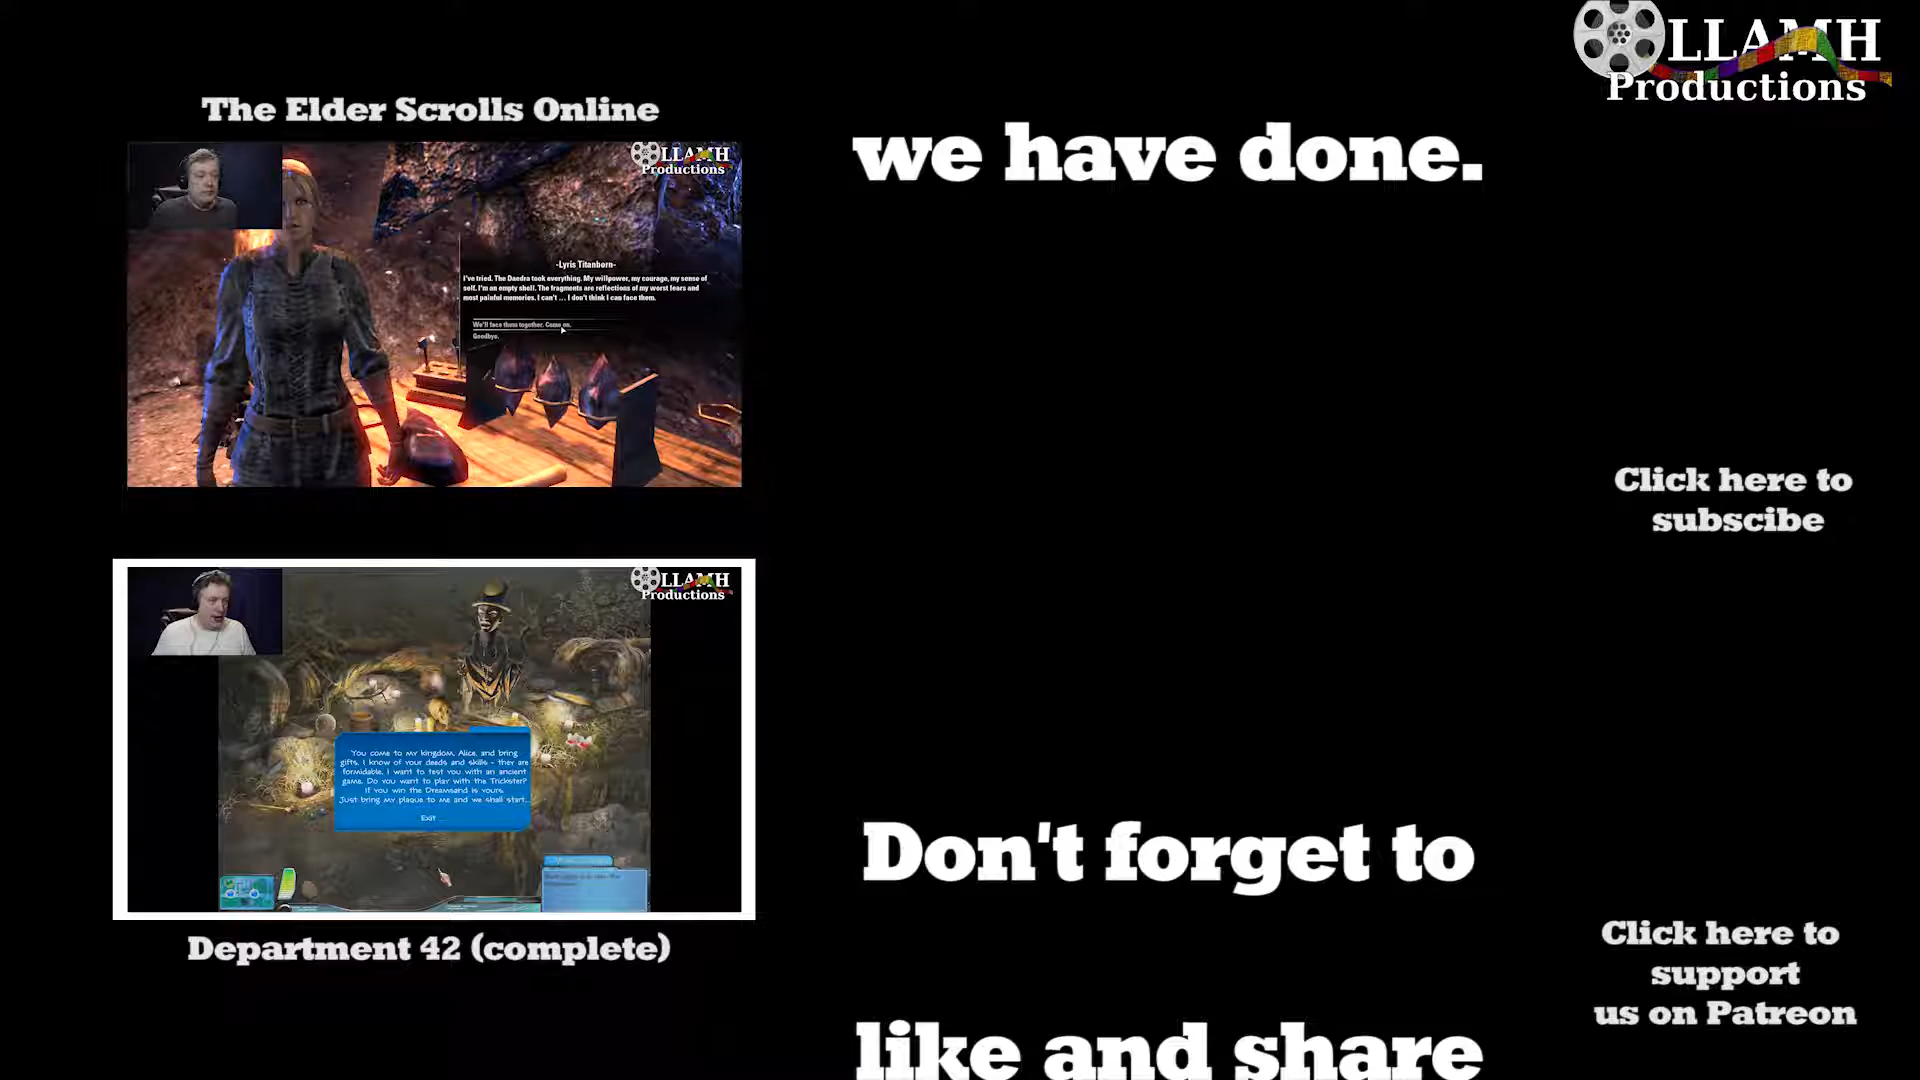 LLAMH
Productions
The Elder Scrolls Online
LLAMH
Productions
-Lyris Titanborn-
I've tried. The Daedra took everything. My willpower, my courage, my sense of
self. I'm an empty shell. The fragments are reflections of my worst fears and
most painful memories. I can't ... I don't think I can face them.
We'll face them together. Come on.
Goodbye.
we have done.
Click here to
subscibe
LLAMH
Productions
You come to my kingdom, Alice, and bring
gifts. I know of your deeds and skills - they are
formidable. I want to test you with an ancient
game. Do you want to play with the Trickster?
If you win the Dreamsand is yours.
Just bring my plaque to me and we shall start...
Exit
Department 42 (complete)
Don't forget to
like and share
Click here to
support
us on Patreon